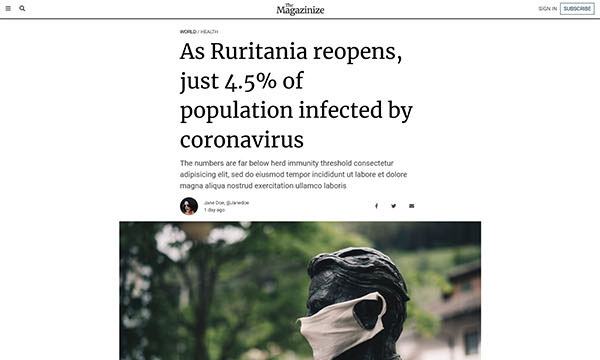 The
Magazinize
SIGN IN
SUBSCRIBE
WORLD / HEALTH
As Ruritania reopens,
just 4.5% of
population infected by
coronavirus
The numbers are far below herd immunity threshold consectetur
adipisicing elit, sed do eiusmod tempor incididunt ut labore et dolore
magna aliqua nostrud exercitation ullamco laboris
Jane Doe, @Janedoe
1 day ago